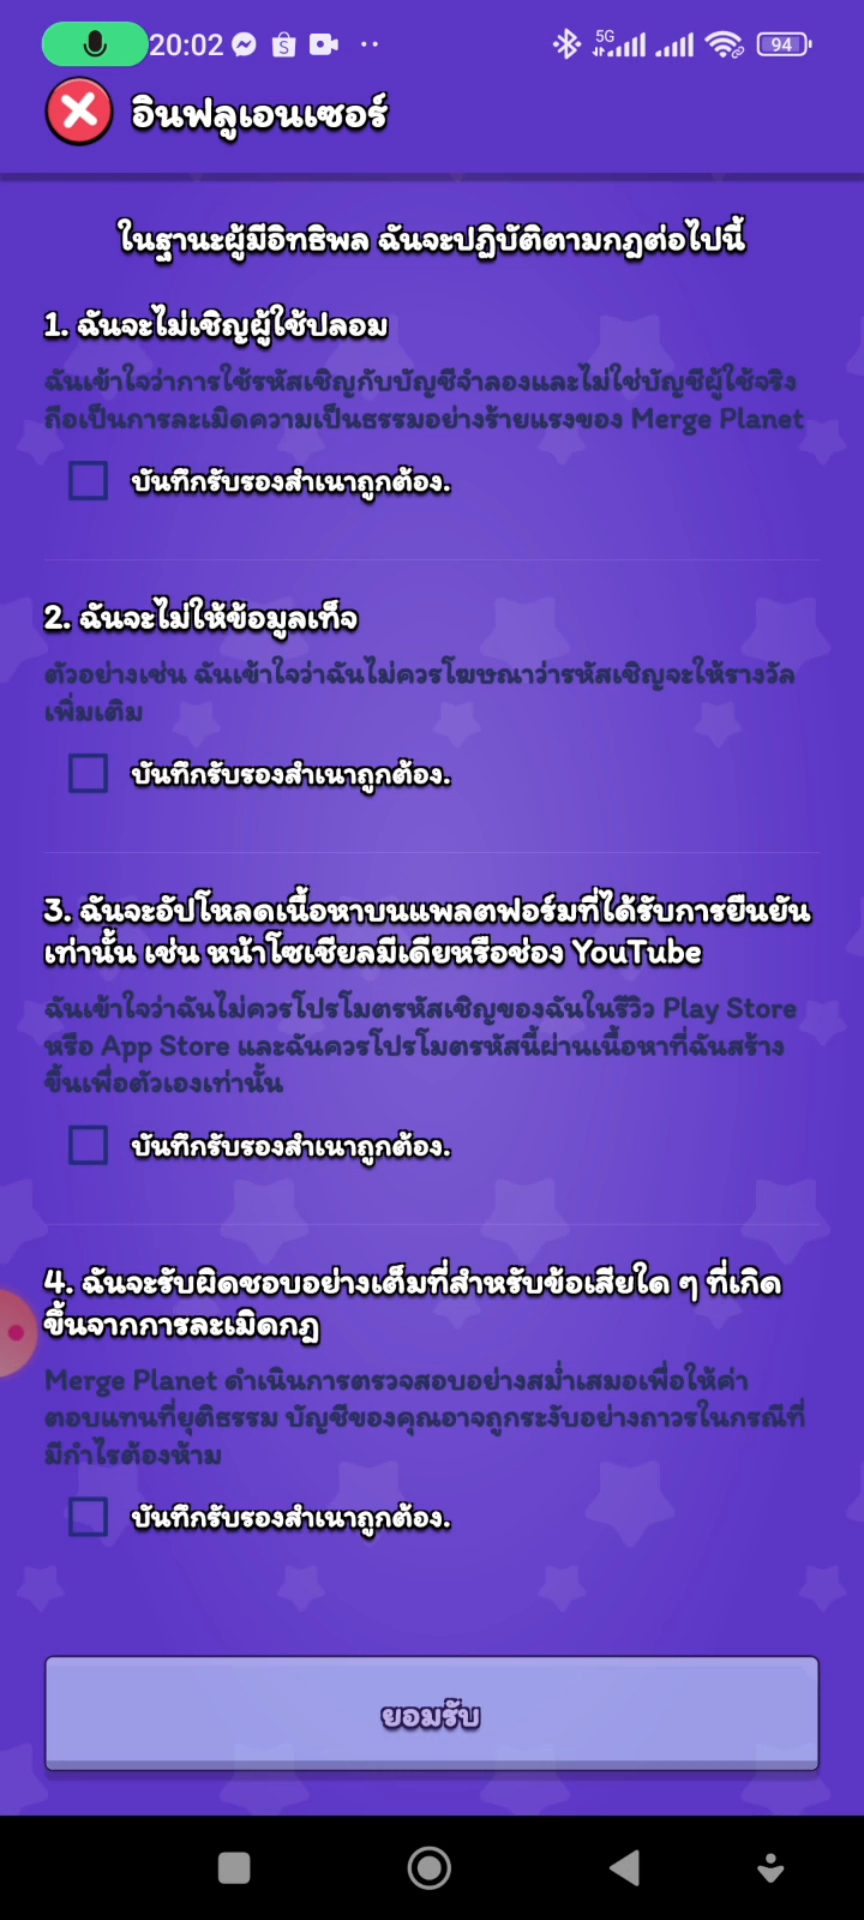 20:02
5G
94
อินฟลูเอนเซอร์
ในฐานะผู้มีอิทธิพล ฉันจะปฏิบัติตามกฎต่อไปนี้
1. ฉันจะไม่เชิญผู้ใช้ปลอม
ฉันเข้าใจว่าการใช้รหัสเชิญกับบัญชีจำลองและไม่ใช่บัญชีผู้ใช้จริง
ถือเป็นการละเมิดความเป็นธรรมอย่างร้ายแรงของ Merge Planet
บันทึกรับรองสำเนาถูกต้อง.
2. ฉันจะไม่ให้ข้อมูลเท็จ
ตัวอย่างเช่น ฉันเข้าใจว่าฉันไม่ควรโฆษณาว่ารหัสเชิญจะให้รางวัล
เพิ่มเติม
บันทึกรับรองสำเนาถูกต้อง.
3. ฉันจะอัปโหลดเนื้อหาบนแพลตฟอร์มที่ได้รับการยืนยัน
เท่านั้น เช่น หน้าโซเชียลมีเดียหรือช่อง YouTube
ฉันเข้าใจว่าฉันไม่ควรโปรโมตรหัสเชิญของฉันในรีวิว Play Store
หรือ App Store และฉันควรโปรโมตรหัสนี้ผ่านเนื้อหาที่ฉันสร้าง
ขึ้นเพื่อตัวเองเท่านั้น
บันทึกรับรองสำเนาถูกต้อง.
4. ฉันจะรับผิดชอบอย่างเต็มที่สำหรับข้อเสียใด ๆ ที่เกิด
ขึ้นจากการละเมิดกฎ
Merge Planet ดำเนินการตรวจสอบอย่างสม่ำเสมอเพื่อให้ค่า
ตอบแทนที่ยุติธรรม บัญชีของคุณอาจถูกระงับอย่างถาวรในกรณีที่
มีกำไรต้องห้าม
บันทึกรับรองสำเนาถูกต้อง.
ยอมรับ